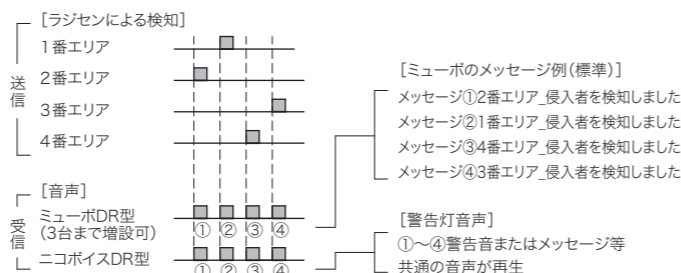 [ラジセンによる検知]
1番エリア
2番エリア
3番エリア
4番エリア
送信
[音声]
ミューボDR型
(3台まで増設可)
① ② ③ ④
ニコボイスDR型
① ② ③ ④
受信
[ミューボのメッセージ例(標準)]
メッセージ①2番エリア_侵入者を検知しました
メッセージ②1番エリア_侵入者を検知しました
メッセージ③4番エリア_侵入者を検知しました
メッセージ④3番エリア_侵入者を検知しました
[警告灯音声]
①〜④警告音またはメッセージ等
共通の音声が再生